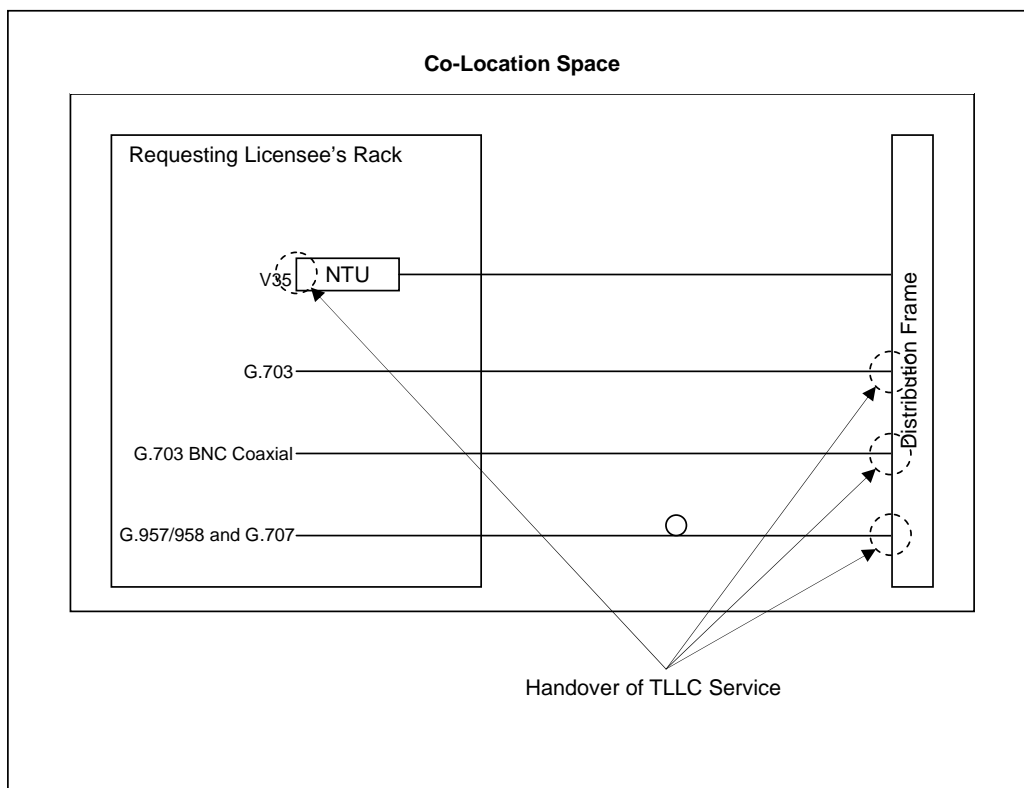 Co-Location Space
Requesting Licensee's Rack
V35
NTU
G.703
G.703 BNC Coaxial
G.957/958 and G.707
Distribution Frame
Handover of TLLC Service